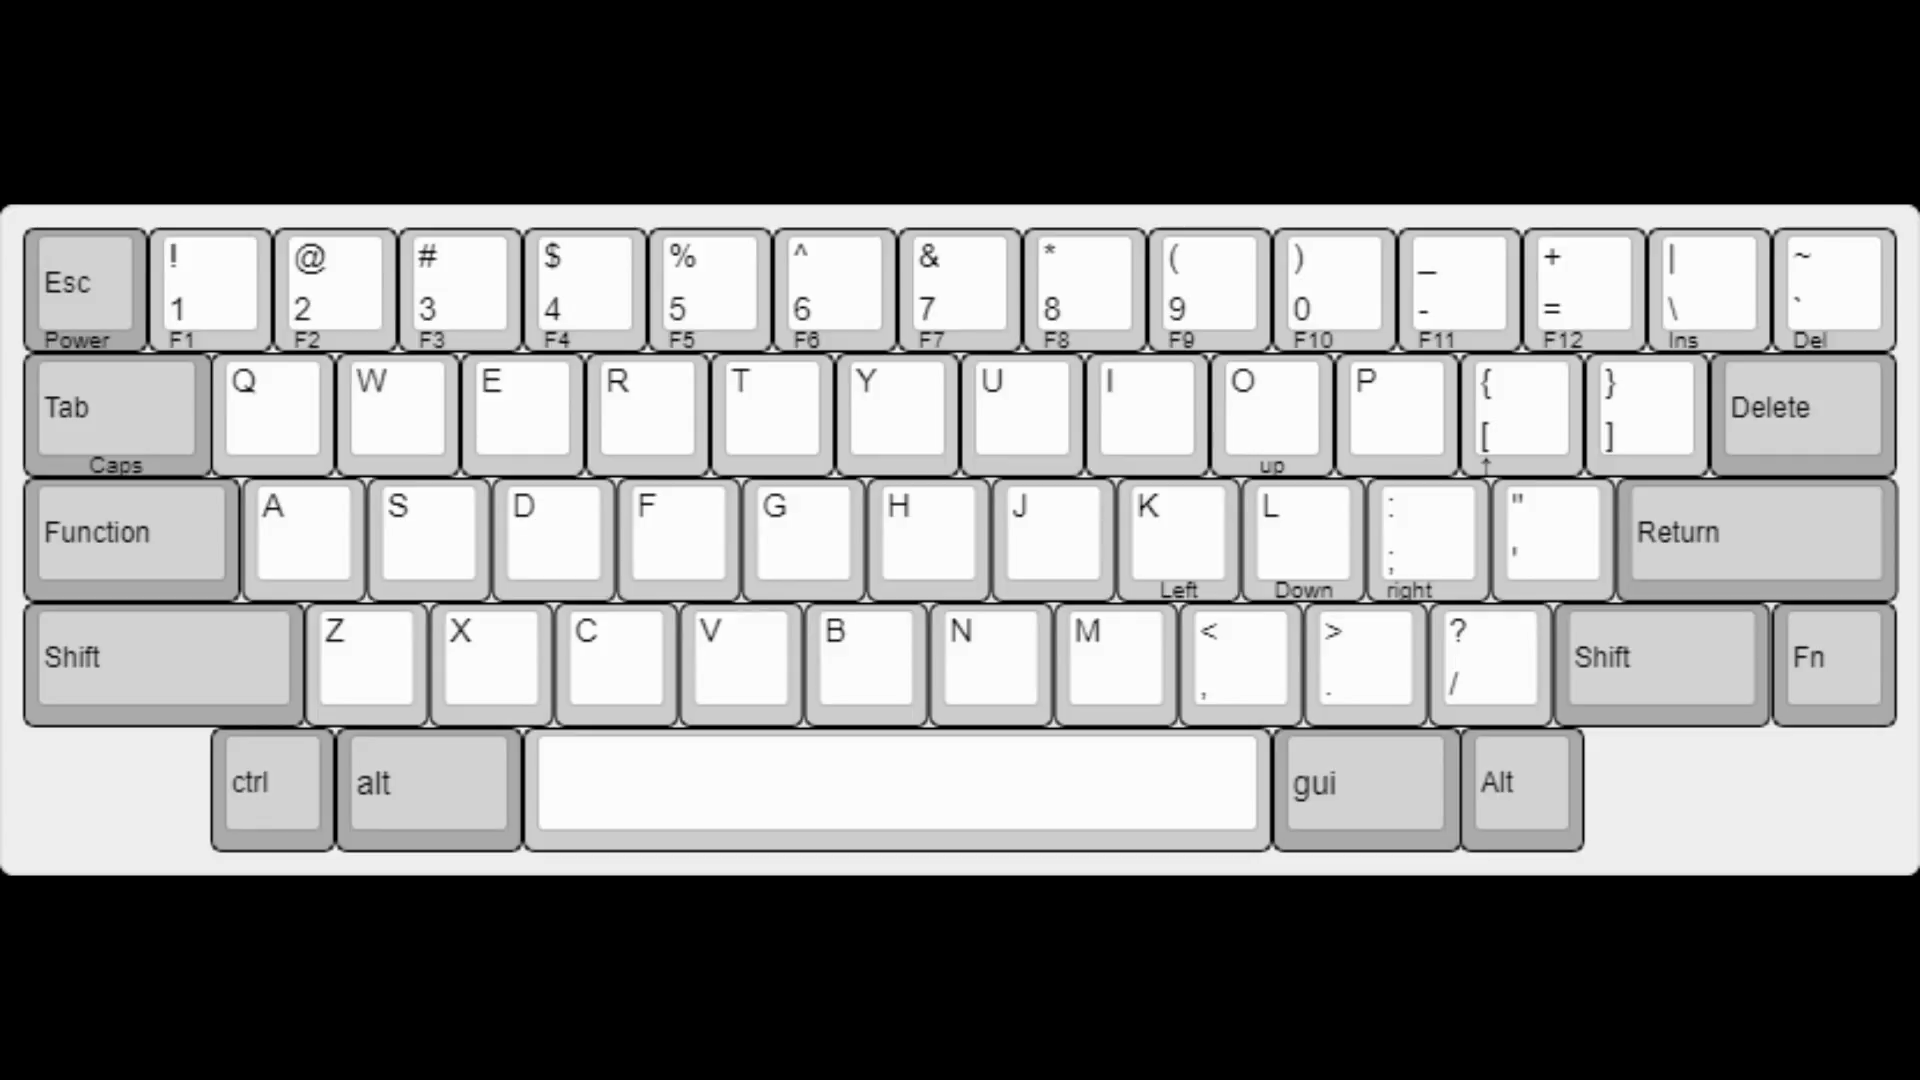 ! @ # $ % ^ & * ( ) _ + | ~
Esc 1 2 3 4 5 6 7 8 9 0 - = \ `
Power F1 F2 F3 F4 F5 F6 F7 F8 F9 F10 F11 F12 Ins Del
Tab Q W E R T Y U I O P { } Delete
[ ]
Caps up ↑
Function A S D F G H J K L : " Return
; '
Left Down right
Shift Z X C V B N M < > ? Shift Fn
, . /
ctrl alt gui Alt